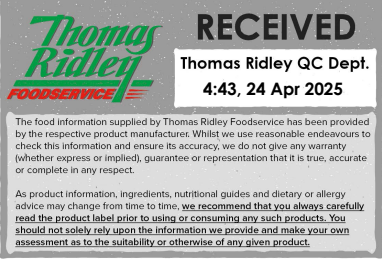 Thomas
Ridley
FOODSERVICE
RECEIVED
Thomas Ridley QC Dept.
4:43, 24 Apr 2025
The food information supplied by Thomas Ridley Foodservice has been provided
by the respective product manufacturer. Whilst we use reasonable endeavours to
check this information and ensure its accuracy, we do not give any warranty
(whether express or implied), guarantee or representation that it is true, accurate
or complete in any respect.
As product information, ingredients, nutritional guides and dietary or allergy
advice may change from time to time, we recommend that you always carefully
read the product label prior to using or consuming any such products. You
should not solely rely upon the information we provide and make your own
assessment as to the suitability or otherwise of any given product.